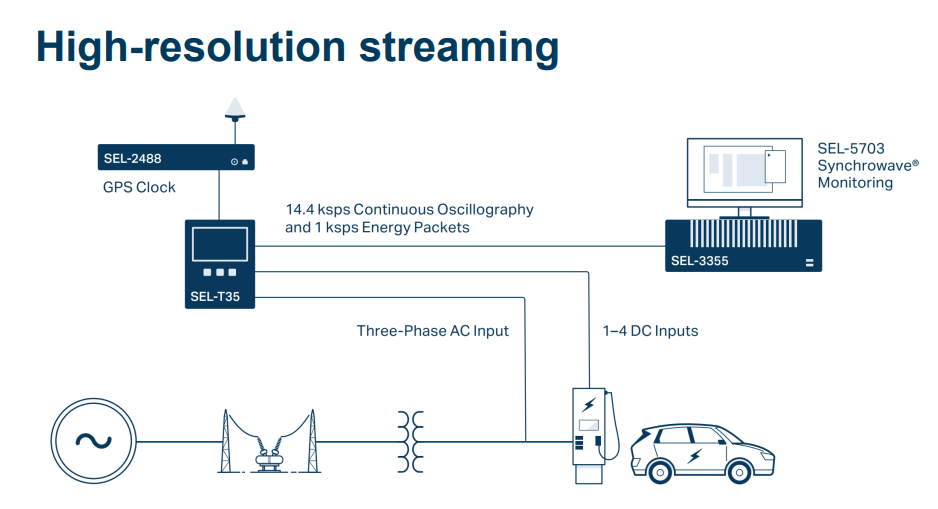 High-resolution streaming
SEL-2488
GPS Clock
14.4 ksps Continuous Oscillography
and 1 ksps Energy Packets
SEL-5703
Synchrowave®
Monitoring
SEL-3355
SEL-T35
Three-Phase AC Input
1–4 DC Inputs